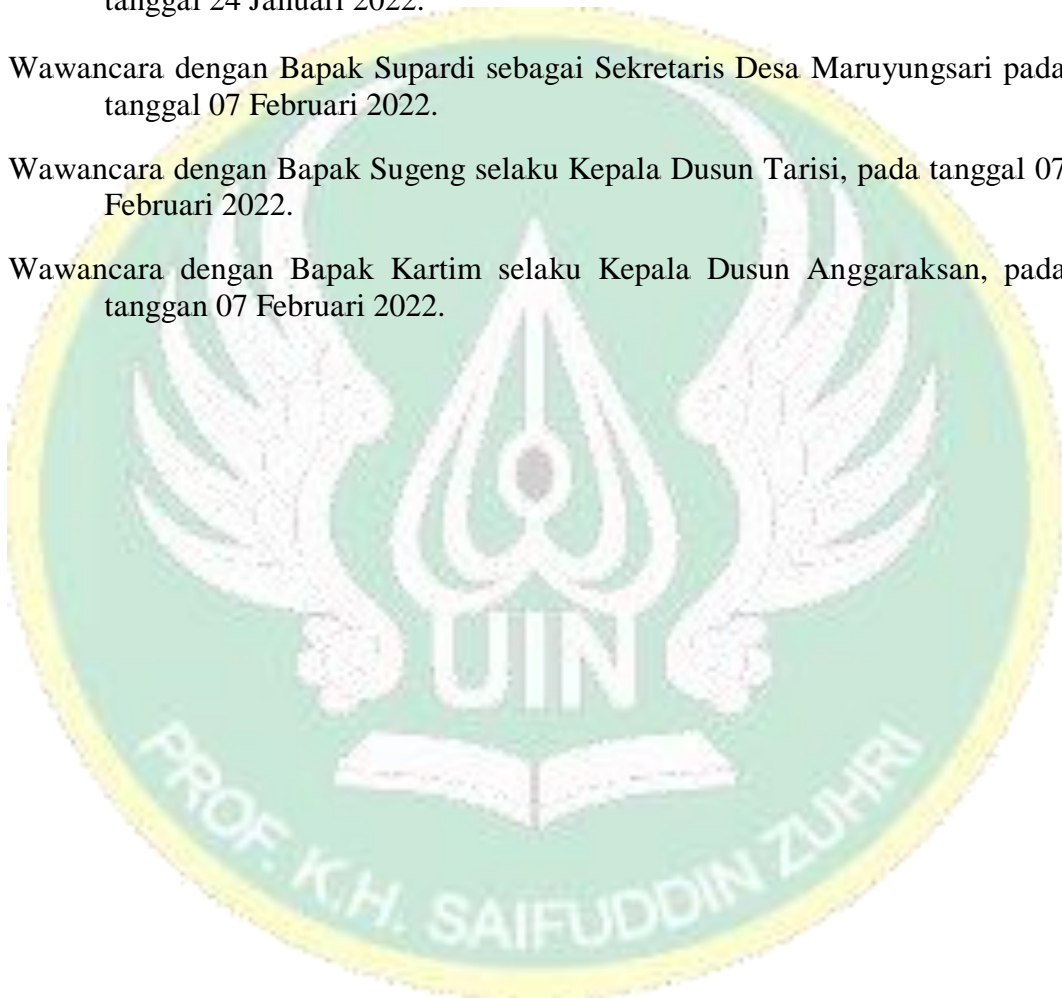 tanggal 24 Januari 2022.
Wawancara dengan Bapak Supardi sebagai Sekretaris Desa Maruyungsari pada
tanggal 07 Februari 2022.
Wawancara dengan Bapak Sugeng selaku Kepala Dusun Tarisi, pada tanggal 07
Februari 2022.
Wawancara dengan Bapak Kartim selaku Kepala Dusun Anggaraksan, pada
tanggan 07 Februari 2022.
UIN
PROF. K.H. SAIFUDDIN ZUHRI